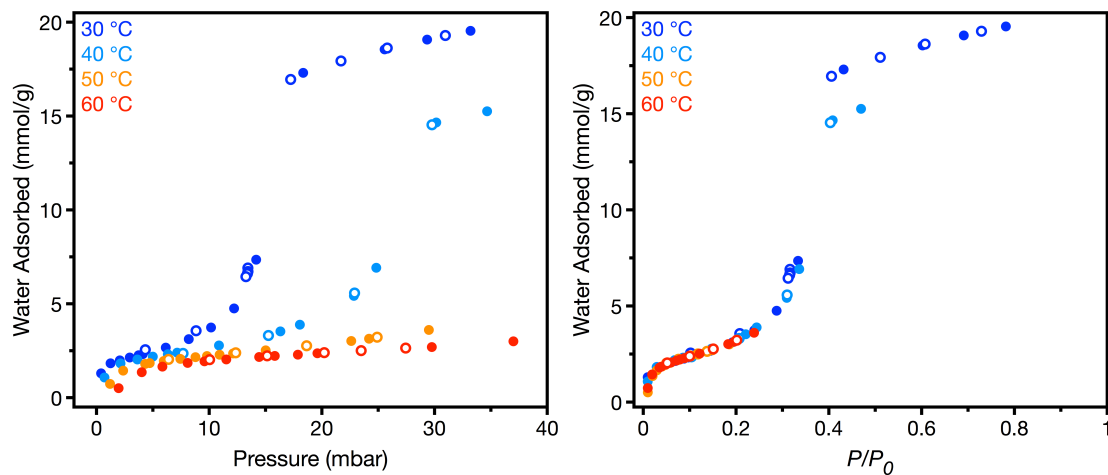 20
15
10
5
0
Water Adsorbed (mmol/g)
30 °C
40 °C
50 °C
60 °C
0 10 20 30 40
Pressure (mbar)
20
15
10
5
0
Water Adsorbed (mmol/g)
30 °C
40 °C
50 °C
60 °C
0 0.2 0.4 0.6 0.8 1
P/P0